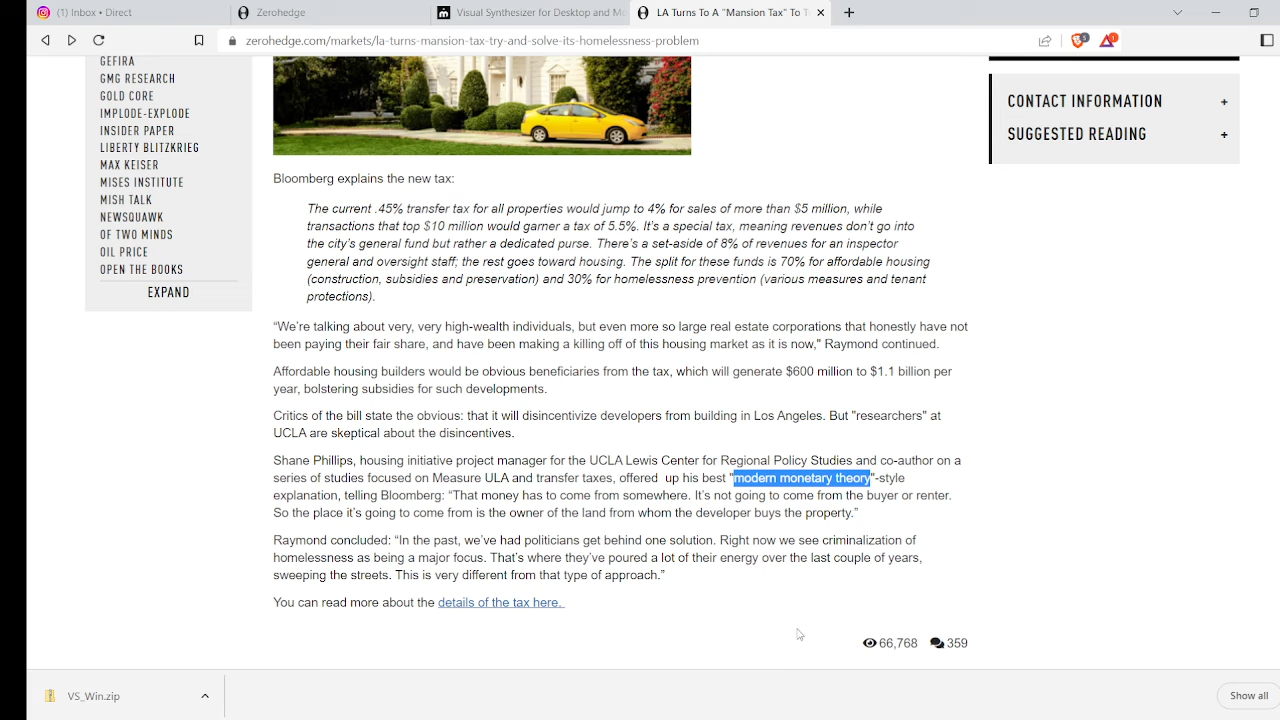 (1) Inbox • Direct
Zerohedge
Visual Synthesizer for Desktop and Mo
LA Turns To A "Mansion Tax" To T
zerohedge.com/markets/la-turns-mansion-tax-try-and-solve-its-homelessness-problem
GEFIRA
GMG RESEARCH
GOLD CORE
IMPLODE-EXPLODE
INSIDER PAPER
LIBERTY BLITZKRIEG
MAX KEISER
MISES INSTITUTE
MISH TALK
NEWSQUAWK
OF TWO MINDS
OIL PRICE
OPEN THE BOOKS
EXPAND
Bloomberg explains the new tax:
The current .45% transfer tax for all properties would jump to 4% for sales of more than $5 million, while
transactions that top $10 million would garner a tax of 5.5%. It's a special tax, meaning revenues don't go into
the city's general fund but rather a dedicated purse. There's a set-aside of 8% of revenues for an inspector
general and oversight staff; the rest goes toward housing. The split for these funds is 70% for affordable housing
(construction, subsidies and preservation) and 30% for homelessness prevention (various measures and tenant
protections).
“We're talking about very, very high-wealth individuals, but even more so large real estate corporations that honestly have not
been paying their fair share, and have been making a killing off of this housing market as it is now," Raymond continued.
Affordable housing builders would be obvious beneficiaries from the tax, which will generate $600 million to $1.1 billion per
year, bolstering subsidies for such developments.
Critics of the bill state the obvious: that it will disincentivize developers from building in Los Angeles. But "researchers" at
UCLA are skeptical about the disincentives.
Shane Phillips, housing initiative project manager for the UCLA Lewis Center for Regional Policy Studies and co-author on a
series of studies focused on Measure ULA and transfer taxes, offered up his best "modern monetary theory"-style
explanation, telling Bloomberg: “That money has to come from somewhere. It's not going to come from the buyer or renter.
So the place it's going to come from is the owner of the land from whom the developer buys the property.”
Raymond concluded: “In the past, we've had politicians get behind one solution. Right now we see criminalization of
homelessness as being a major focus. That's where they've poured a lot of their energy over the last couple of years,
sweeping the streets. This is very different from that type of approach.”
You can read more about the details of the tax here.
66,768 359
CONTACT INFORMATION +
SUGGESTED READING +
VS_Win.zip
Show all